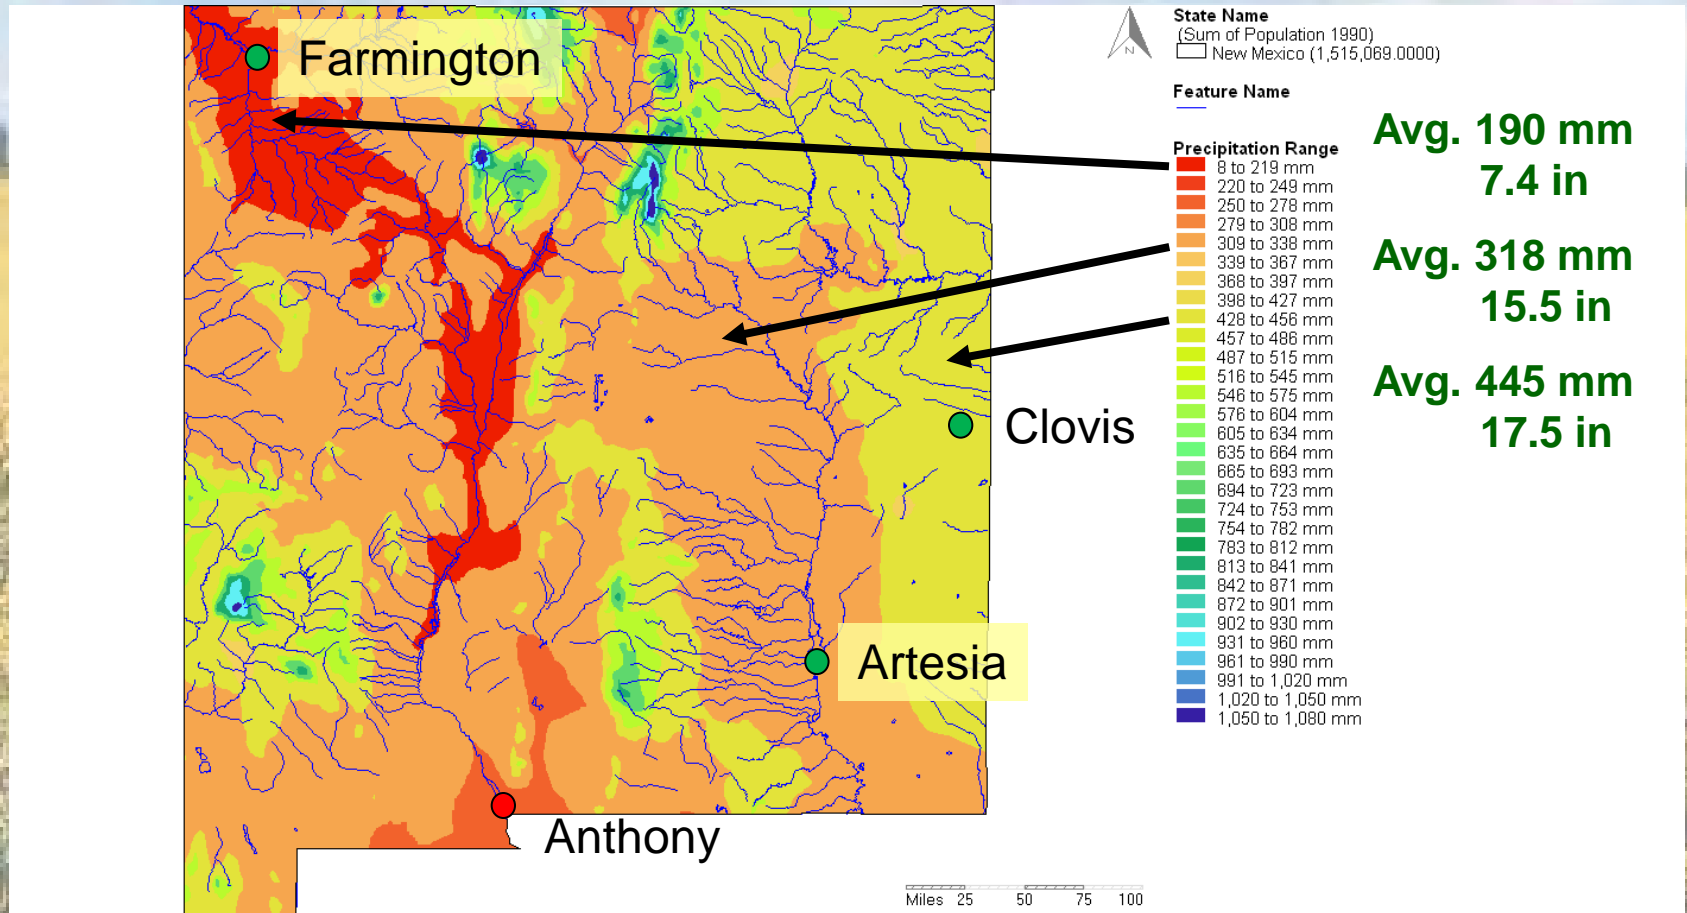 Farmington
Clovis
Artesia
Anthony
N
State Name
(Sum of Population 1990)
New Mexico (1,515,069.0000)
Feature Name
Precipitation Range
8 to 219 mm
220 to 249 mm
250 to 278 mm
279 to 308 mm
309 to 338 mm
339 to 367 mm
368 to 397 mm
398 to 427 mm
428 to 456 mm
457 to 486 mm
487 to 515 mm
516 to 545 mm
546 to 575 mm
576 to 604 mm
605 to 634 mm
635 to 664 mm
665 to 693 mm
694 to 723 mm
724 to 753 mm
754 to 782 mm
783 to 812 mm
813 to 841 mm
842 to 871 mm
872 to 901 mm
902 to 930 mm
931 to 960 mm
961 to 990 mm
991 to 1,020 mm
1,020 to 1,050 mm
1,050 to 1,080 mm
Avg. 190 mm
7.4 in
Avg. 318 mm
15.5 in
Avg. 445 mm
17.5 in
Miles 25 50 75 100